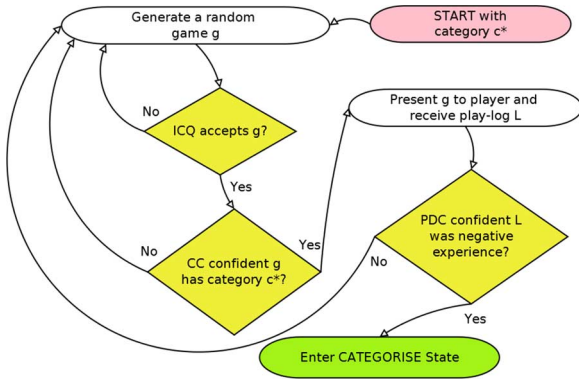 Generate a random
game g
START with
category c*
No
ICQ accepts g?
Present g to player and
receive play-log L
Yes
No
CC confident g
has category c*?
Yes
PDC confident L
was negative
experience?
No
Yes
Enter CATEGORISE State